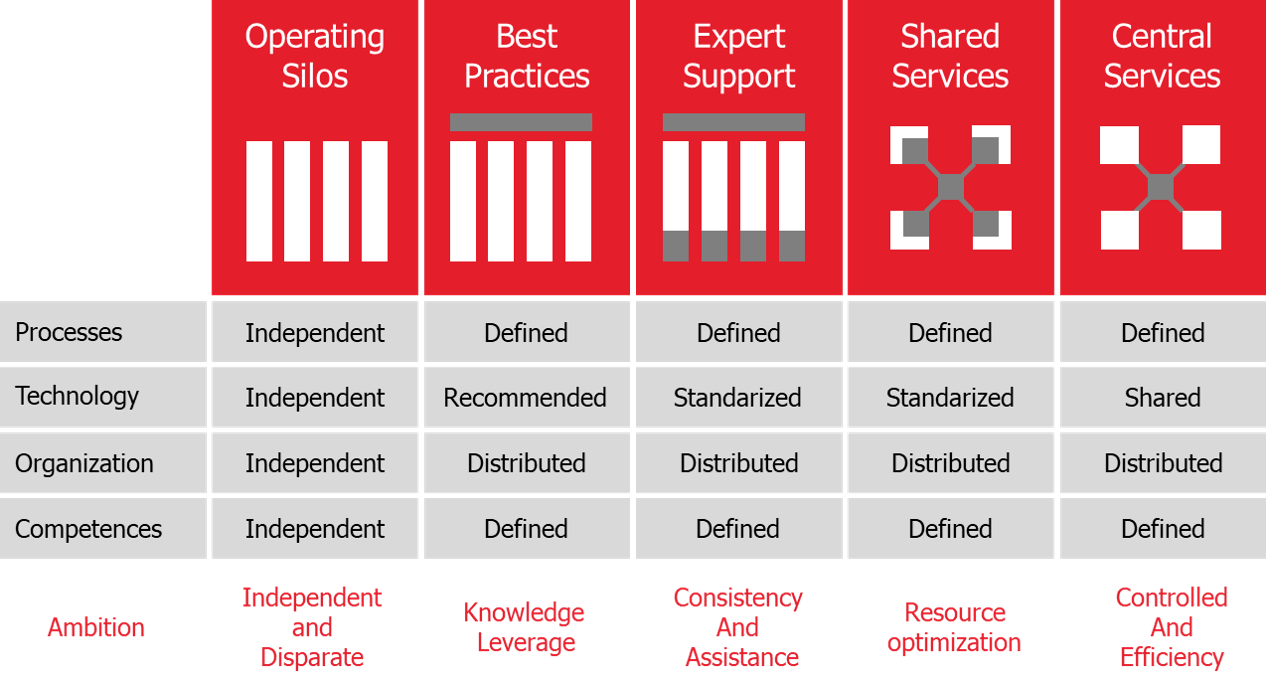 Operating
Silos
Best
Practices
Expert
Support
Shared
Services
Central
Services
Processes
Independent
Defined
Defined
Defined
Defined
Technology
Independent
Recommended
Standarized
Standarized
Shared
Organization
Independent
Distributed
Distributed
Distributed
Distributed
Competences
Independent
Defined
Defined
Defined
Defined
Ambition
Independent
and
Disparate
Knowledge
Leverage
Consistency
And
Assistance
Resource
optimization
Controlled
And
Efficiency